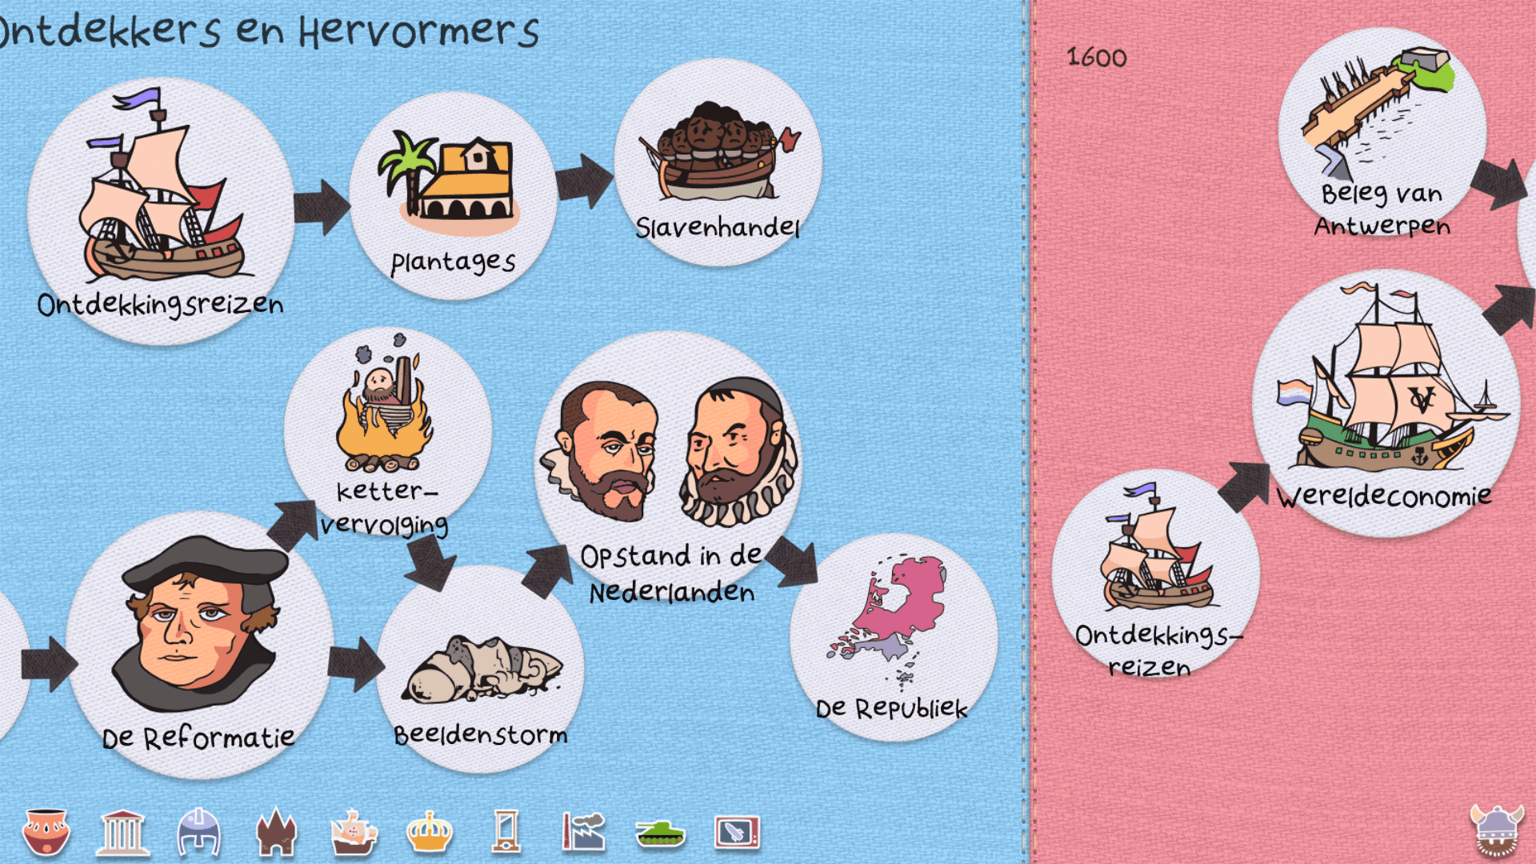 Ontdekkers en Hervormers
1600
Ontdekkingsreizen
plantages
Slavenhandel
Beleg van
Antwerpen
ketter-
vervolging
Opstand in de
Nederlanden
Wereldeconomie
De Reformatie
Beeldenstorm
De Republiek
Ontdekkings-
reizen